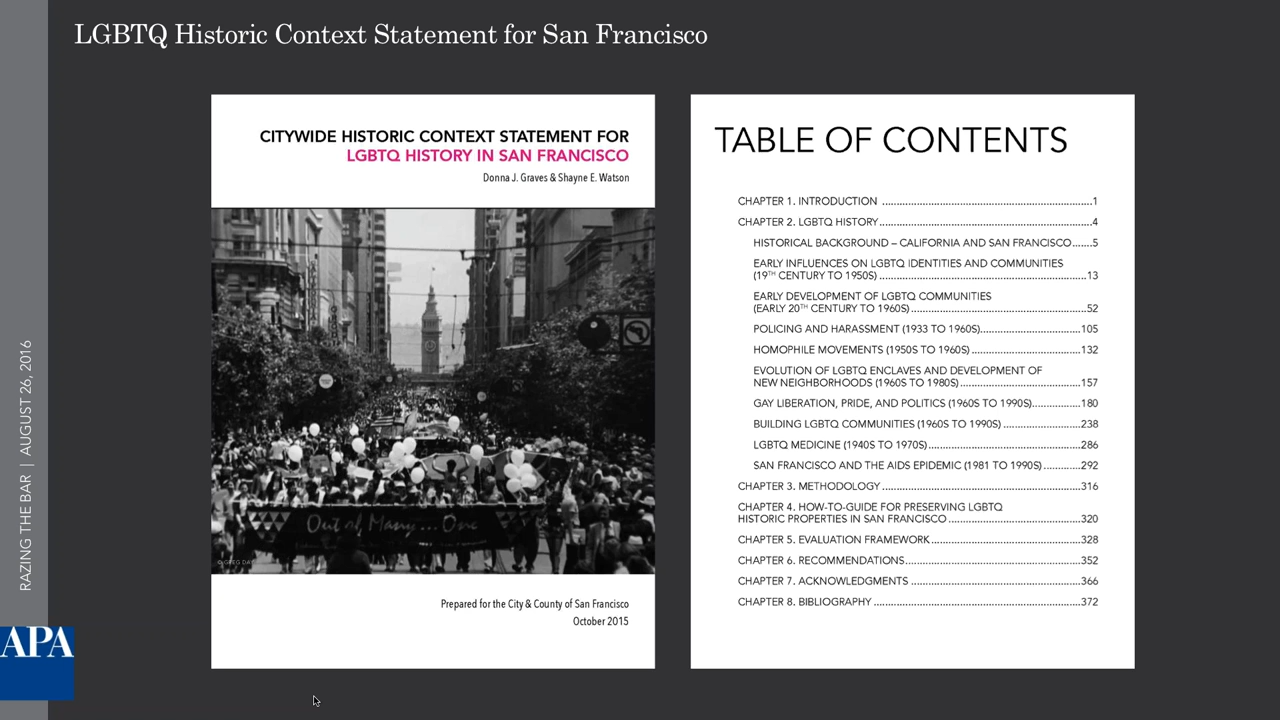 LGBTQ Historic Context Statement for San Francisco
RAZING THE BAR | AUGUST 26, 2016
APA
CITYWIDE HISTORIC CONTEXT STATEMENT FOR
LGBTQ HISTORY IN SAN FRANCISCO
Donna J. Graves & Shayne E. Watson
Out of Many... One
Prepared for the City & County of San Francisco
October 2015
TABLE OF CONTENTS
CHAPTER 1. INTRODUCTION ............ 1
CHAPTER 2. LGBTQ HISTORY ............ 4
HISTORICAL BACKGROUND – CALIFORNIA AND SAN FRANCISCO ....... 5
EARLY INFLUENCES ON LGBTQ IDENTITIES AND COMMUNITIES
(19TH CENTURY TO 1950S) ............ 13
EARLY DEVELOPMENT OF LGBTQ COMMUNITIES
(EARLY 20TH CENTURY TO 1960S) ............ 52
POLICING AND HARASSMENT (1933 TO 1960S) ............ 105
HOMOPHILE MOVEMENTS (1950S TO 1960S) ............ 132
EVOLUTION OF LGBTQ ENCLAVES AND DEVELOPMENT OF
NEW NEIGHBORHOODS (1960S TO 1980S) ............ 157
GAY LIBERATION, PRIDE, AND POLITICS (1960S TO 1990S) ............ 180
BUILDING LGBTQ COMMUNITIES (1960S TO 1990S) ............ 238
LGBTQ MEDICINE (1940S TO 1970S) ............ 286
SAN FRANCISCO AND THE AIDS EPIDEMIC (1981 TO 1990S) ............ 292
CHAPTER 3. METHODOLOGY ............ 316
CHAPTER 4. HOW-TO-GUIDE FOR PRESERVING LGBTQ
HISTORIC PROPERTIES IN SAN FRANCISCO ............ 320
CHAPTER 5. EVALUATION FRAMEWORK ............ 328
CHAPTER 6. RECOMMENDATIONS ............ 352
CHAPTER 7. ACKNOWLEDGMENTS ............ 366
CHAPTER 8. BIBLIOGRAPHY ............ 372